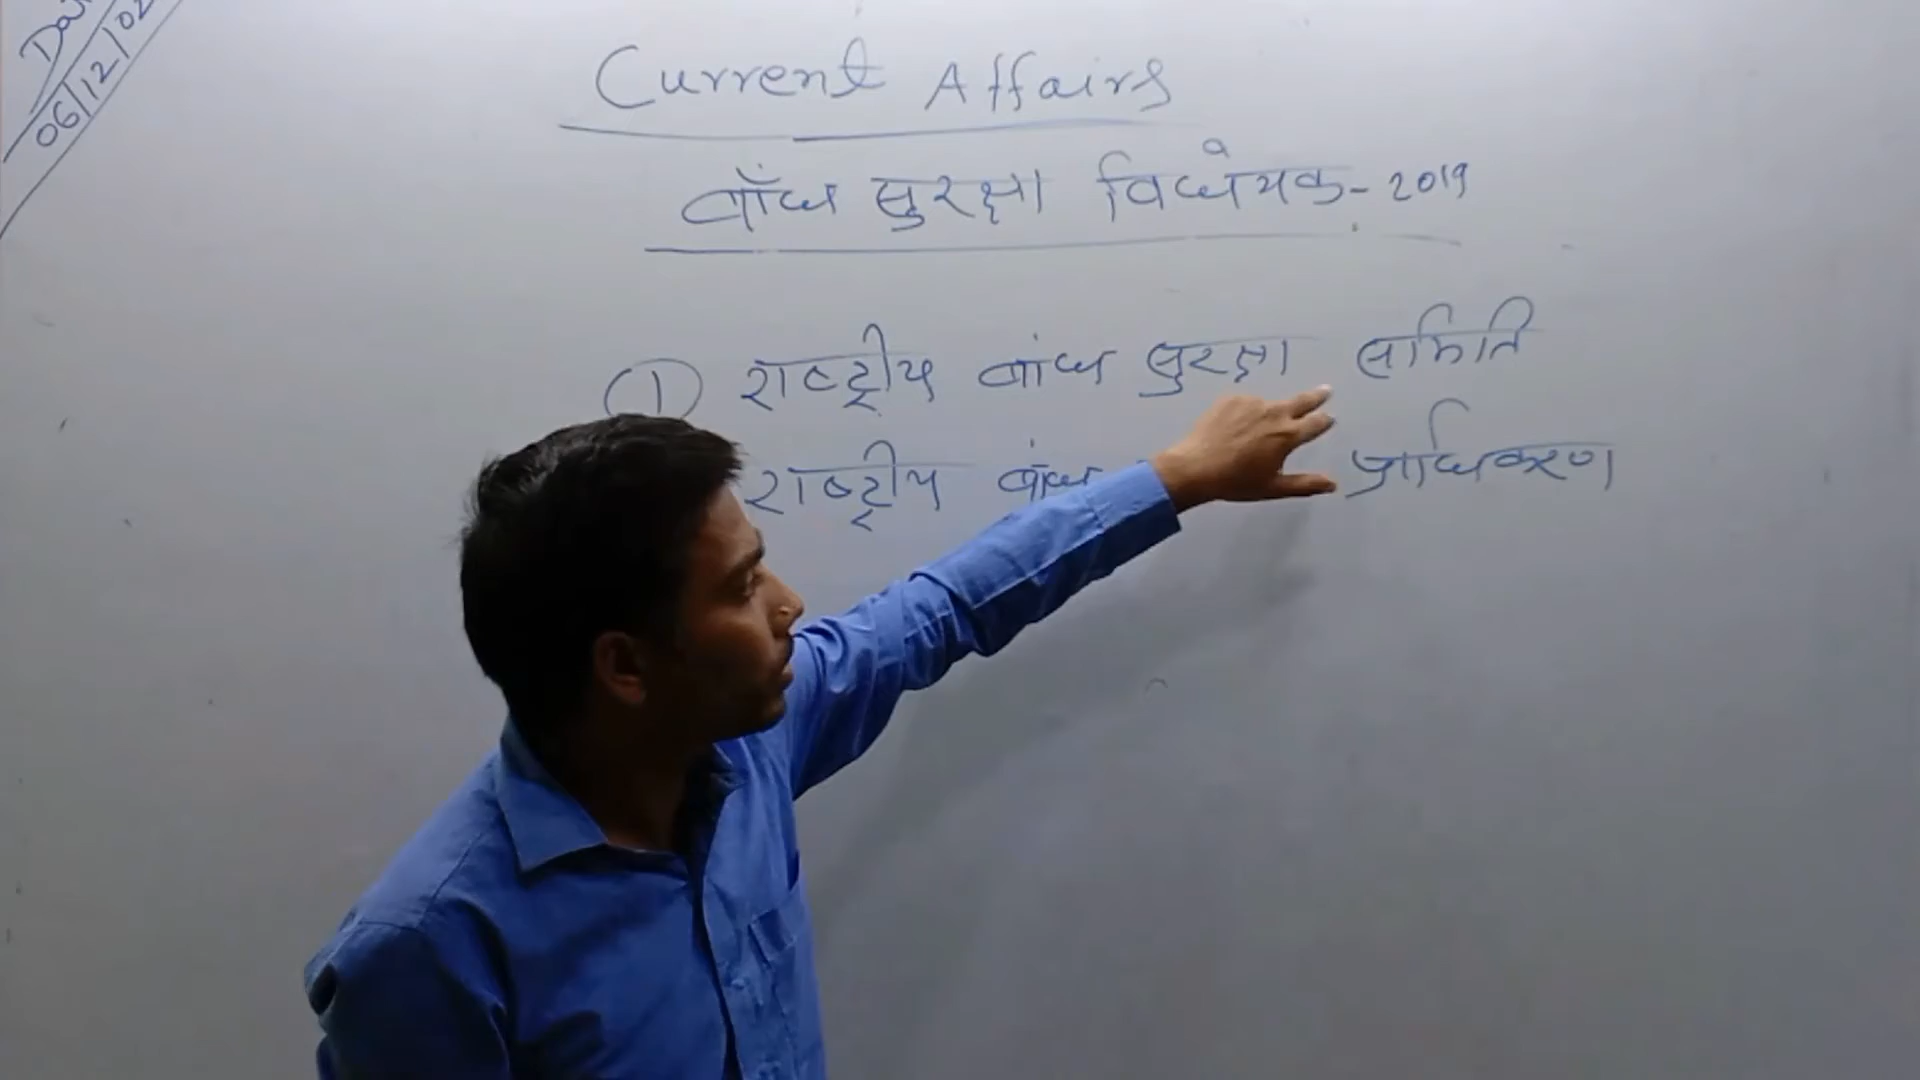 06/12/02
Current Affairs
बाँध सुरक्षा विधेयक-2019
① राष्ट्रीय बांध सुरक्षा समिति
राष्ट्रीय बांध प्राधिकरण